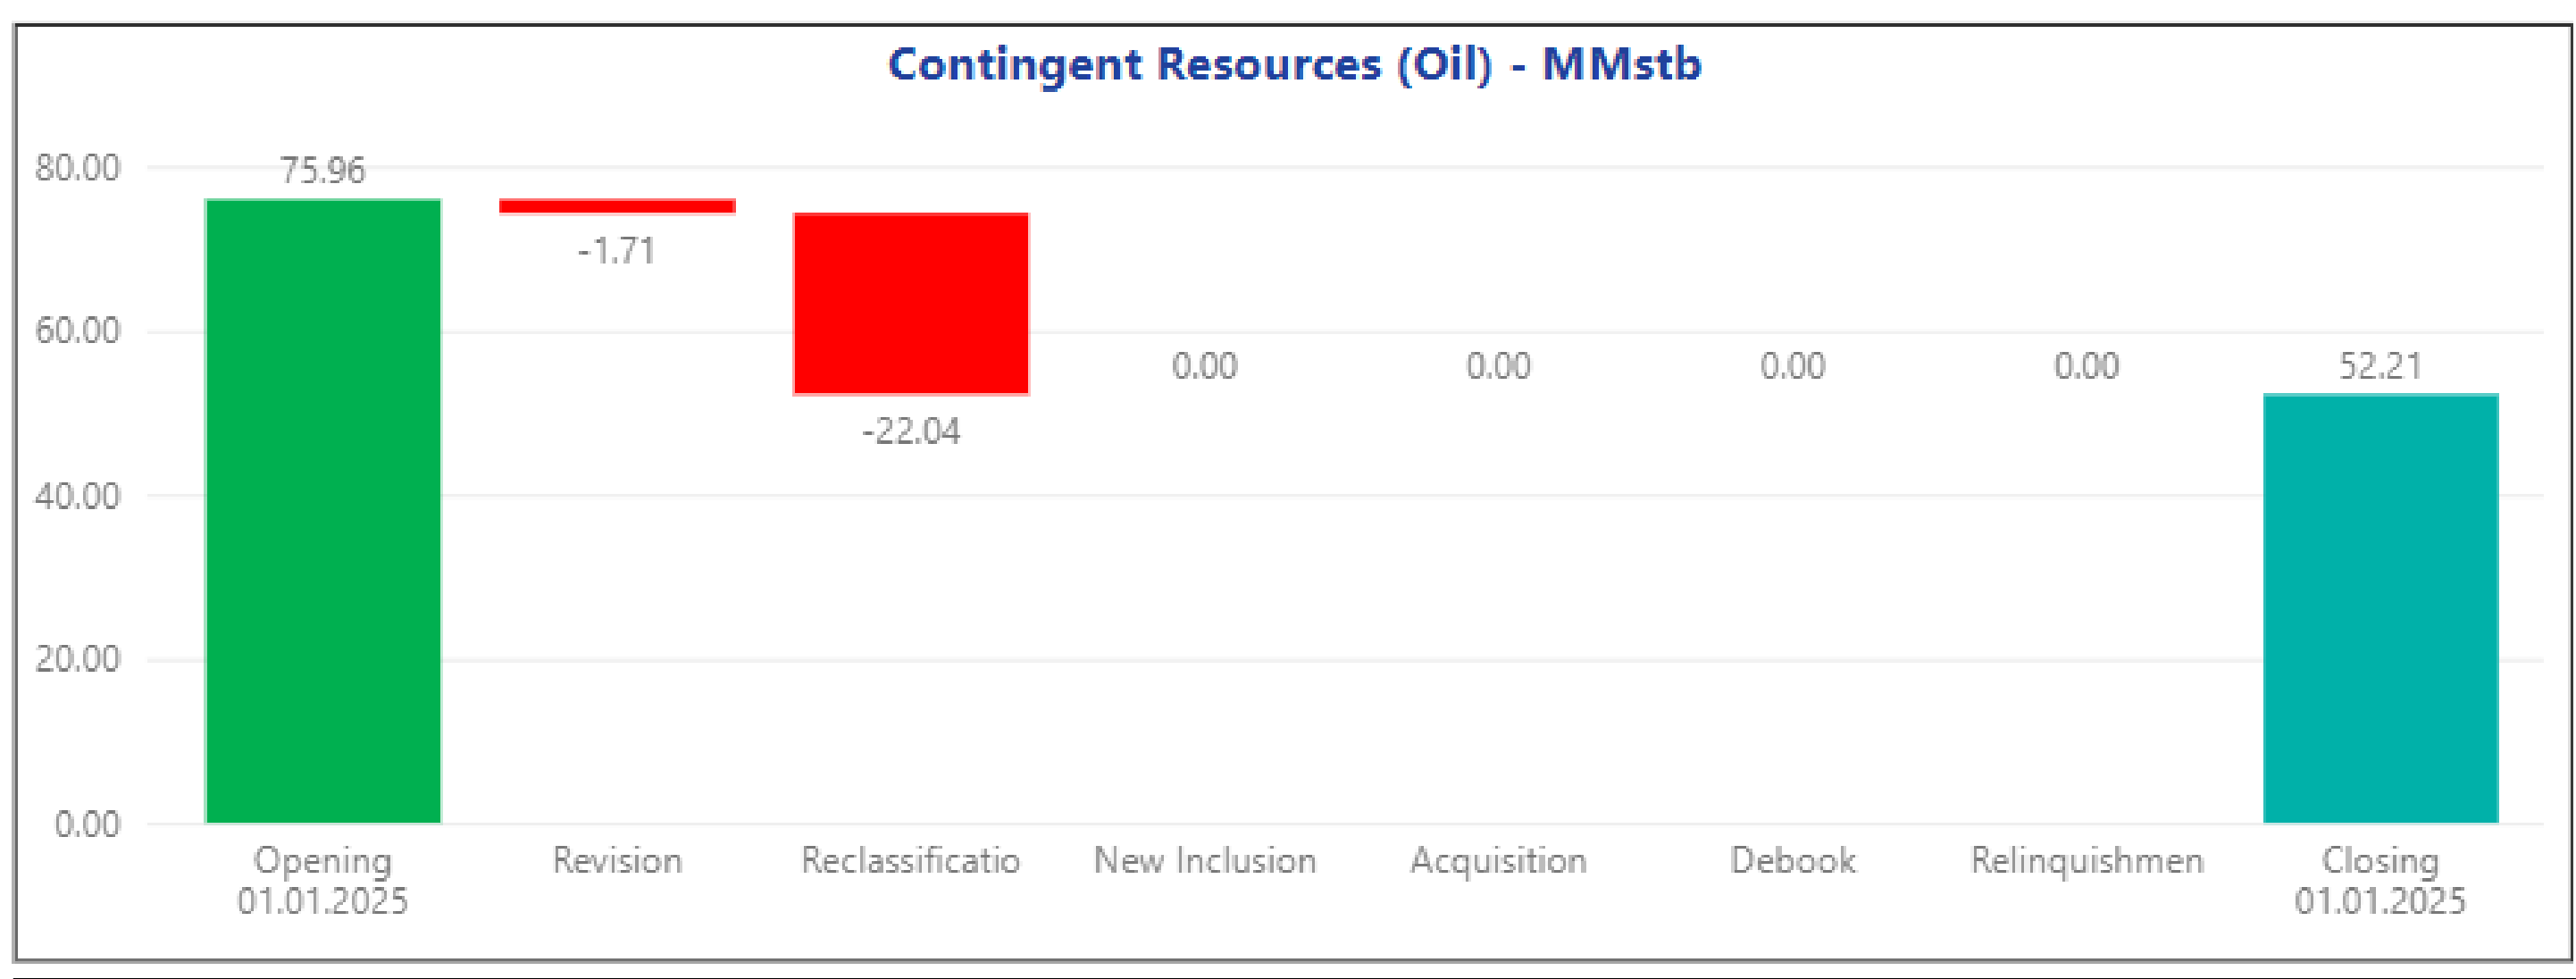 Contingent Resources (Oil) - MMstb
80.00
60.00
40.00
20.00
0.00
75.96
-1.71
-22.04
0.00
0.00
0.00
0.00
52.21
Opening
01.01.2025
Revision
Reclassificatio
New Inclusion
Acquisition
Debook
Relinquishmen
Closing
01.01.2025